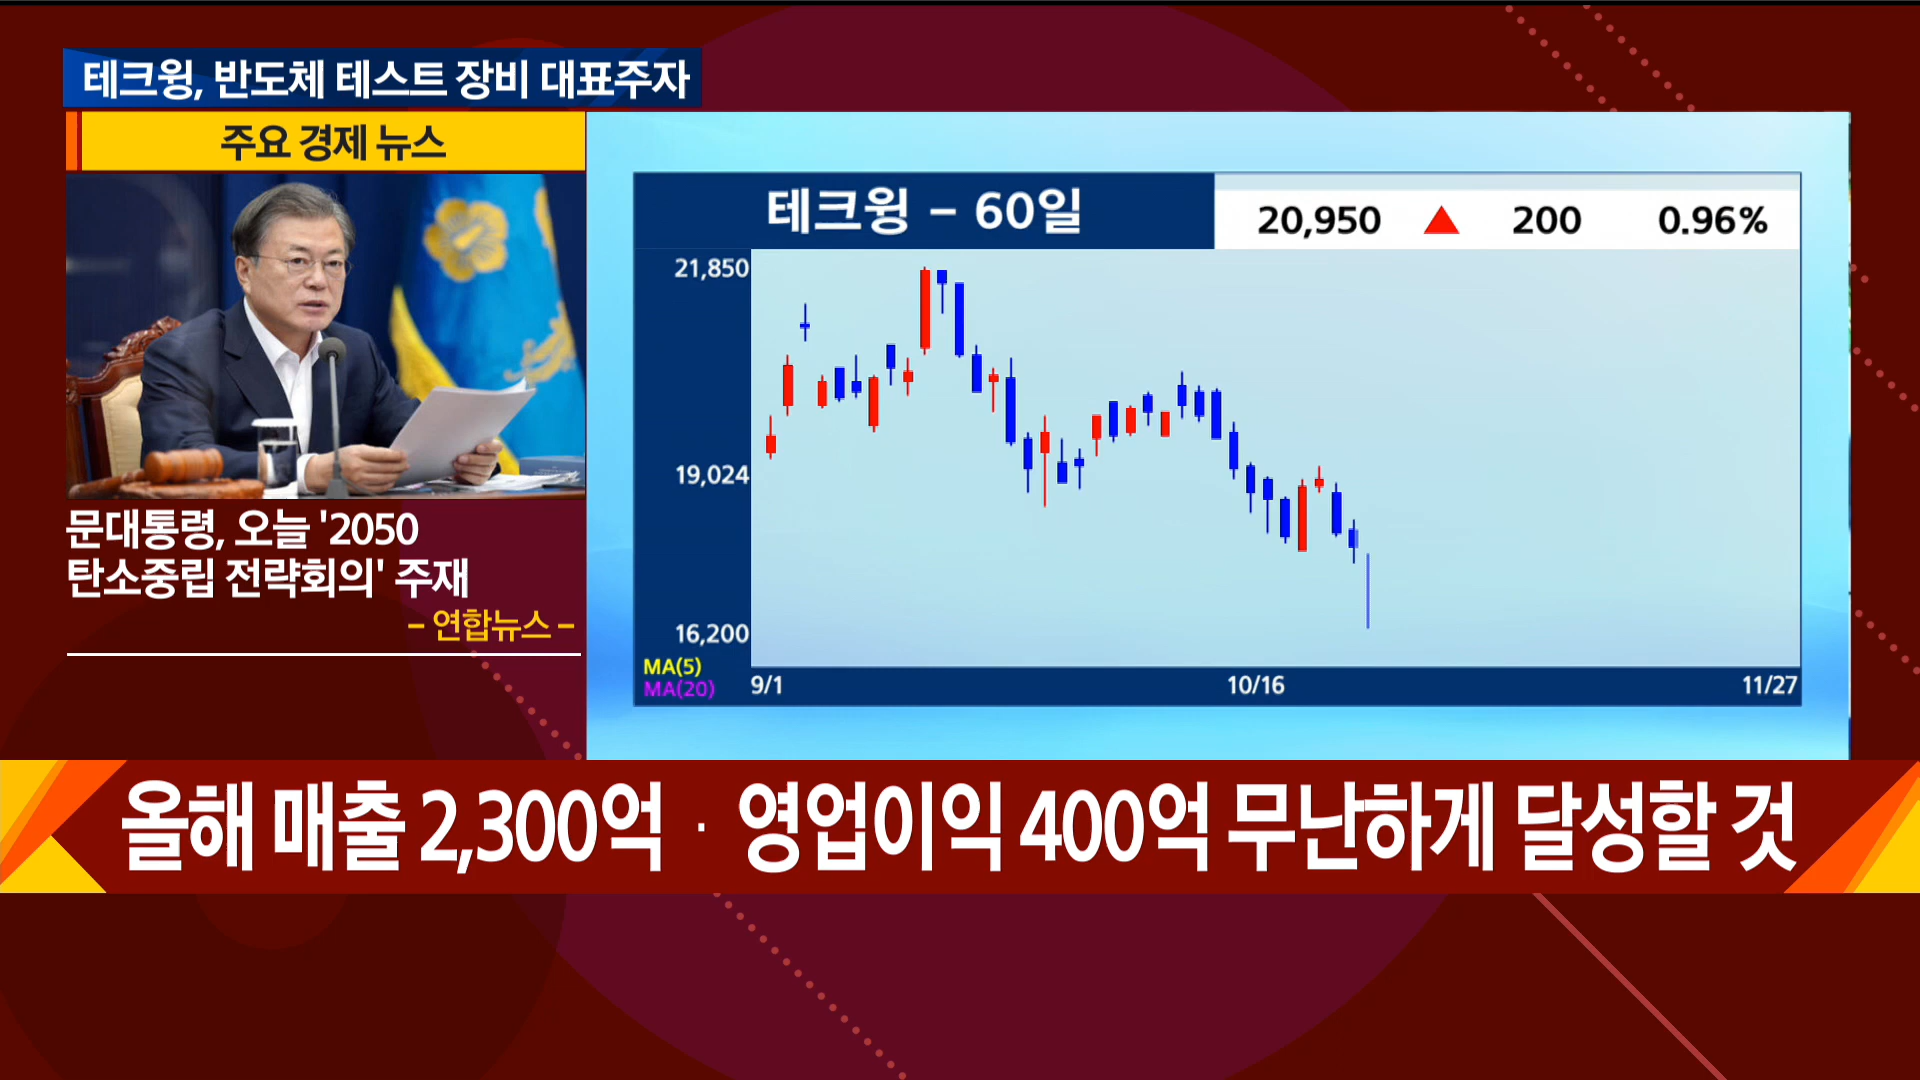 테크윙, 반도체 테스트 장비 대표주자
주요 경제 뉴스
문대통령, 오늘 '2050
탄소중립 전략회의' 주재
- 연합뉴스 -
테크윙 - 60일
20,950 ▲ 200 0.96%
21,850
19,024
16,200
MA(5)
MA(20)
9/1 10/16 11/27
올해 매출 2,300억 · 영업이익 400억 무난하게 달성할 것